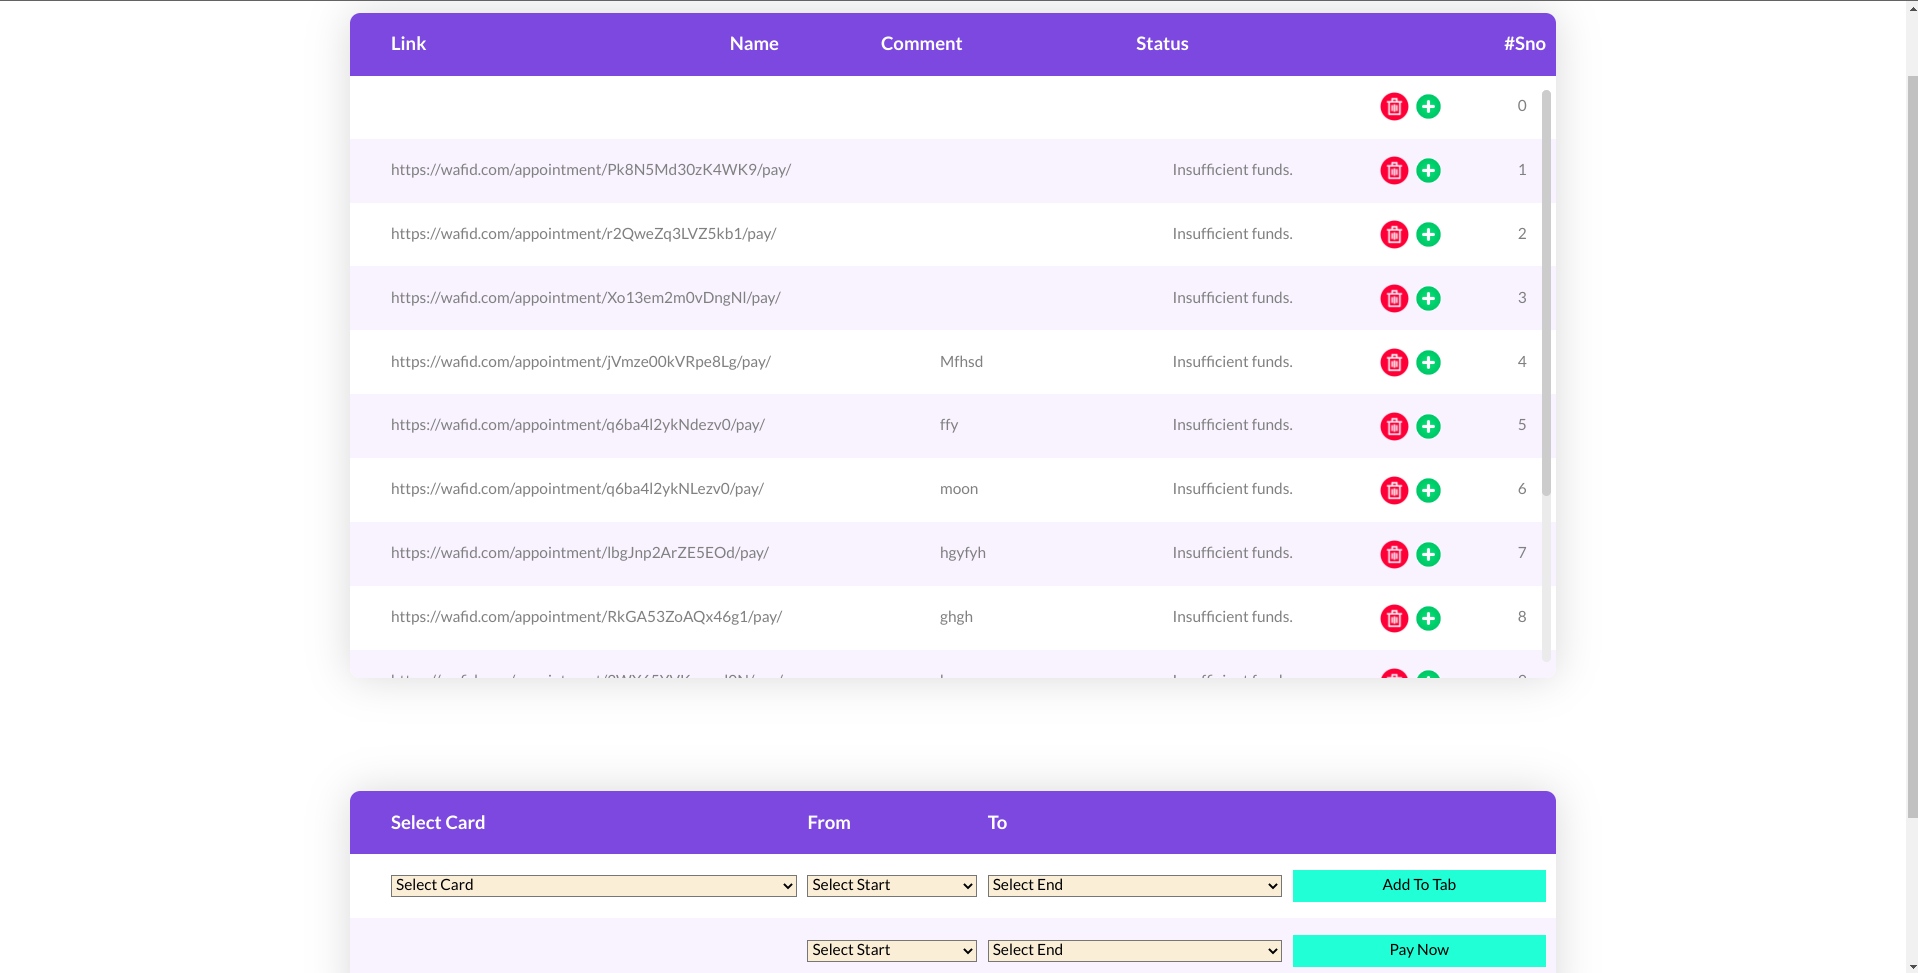 Link Name Comment Status #Sno
0
https://wafid.com/appointment/Pk8N5Md30zK4WK9/pay/ Insufficient funds. 1
https://wafid.com/appointment/r2QweZq3LVZ5kb1/pay/ Insufficient funds. 2
https://wafid.com/appointment/Xo13em2m0vDngNl/pay/ Insufficient funds. 3
https://wafid.com/appointment/jVmze00kVRpe8Lg/pay/ Mfhsd Insufficient funds. 4
https://wafid.com/appointment/q6ba4l2ykNdezv0/pay/ ffy Insufficient funds. 5
https://wafid.com/appointment/q6ba4l2ykNLezv0/pay/ moon Insufficient funds. 6
https://wafid.com/appointment/lbgJnp2ArZE5EOd/pay/ hgyfyh Insufficient funds. 7
https://wafid.com/appointment/RkGA53ZoAQx46g1/pay/ ghgh Insufficient funds. 8
Select Card From To
Select Card Select Start Select End Add To Tab
Select Start Select End Pay Now